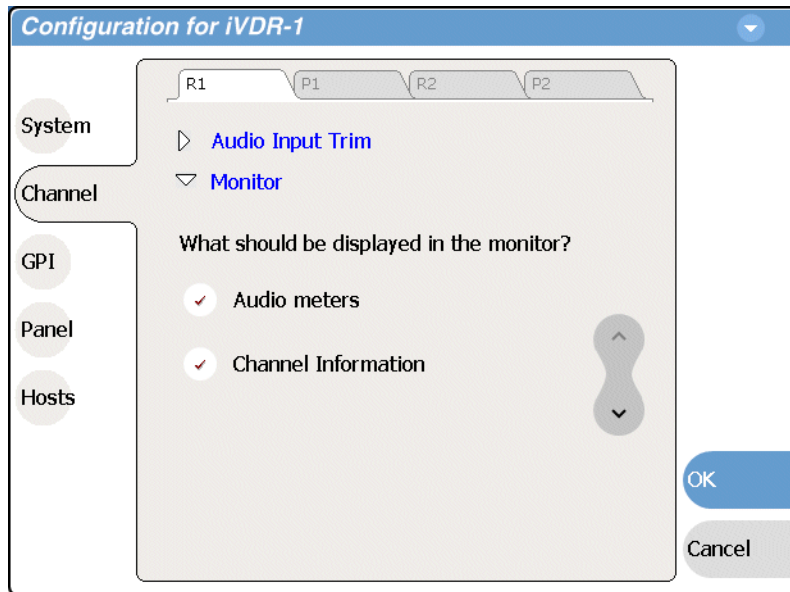 Configuration for iVDR-1
R1 P1 R2 P2
System
Channel
GPI
Panel
Hosts
Audio Input Trim
Monitor
What should be displayed in the monitor?
Audio meters
Channel Information
OK
Cancel